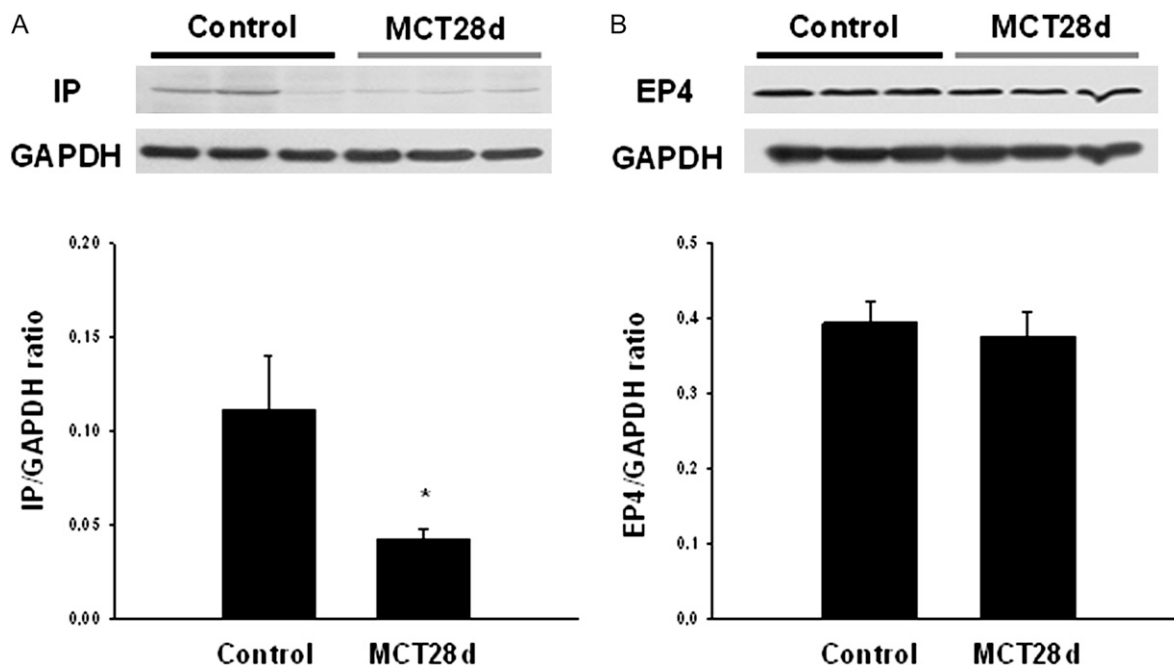 A
Control MCT28d
IP
GAPDH
IP/GAPDH ratio
0.20
0.15
0.10
0.05
0.00
*
Control MCT28d
B
Control MCT28d
EP4
GAPDH
EP4/GAPDH ratio
0.5
0.4
0.3
0.2
0.1
0.0
Control MCT28d